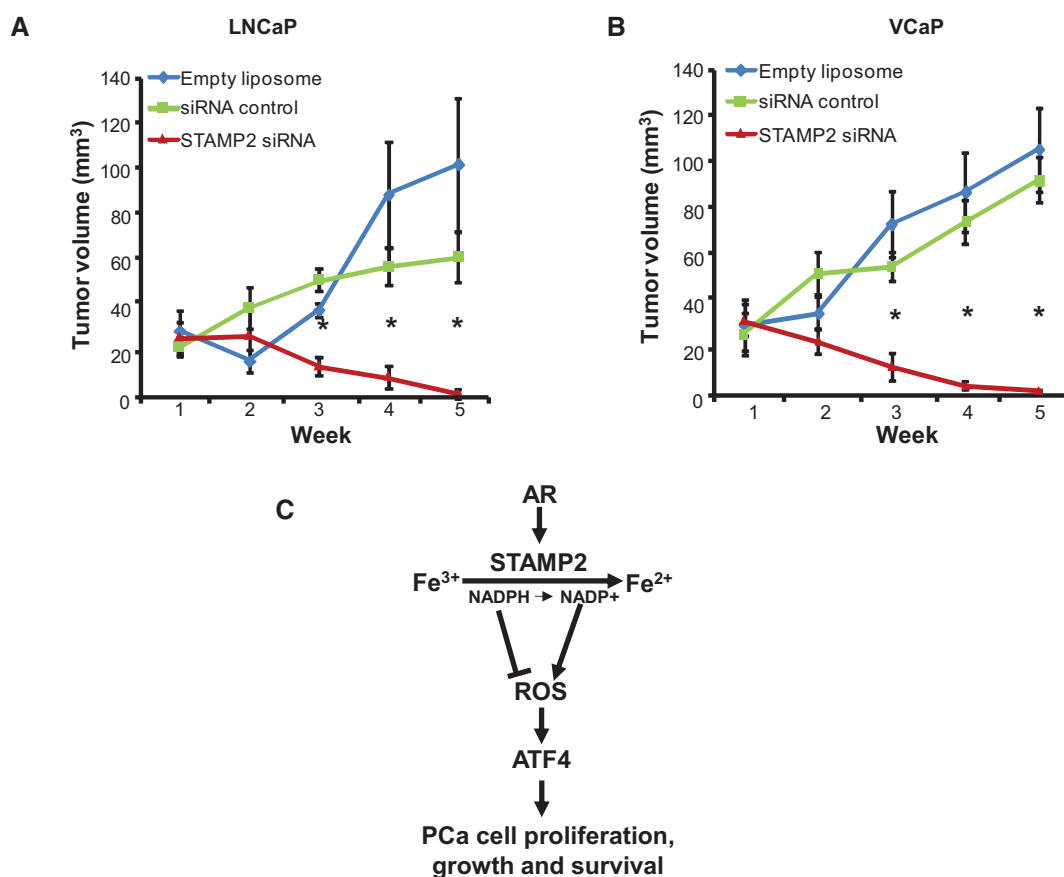 A
LNCaP
Empty liposome
siRNA control
STAMP2 siRNA
Tumor volume (mm³)
140
120
100
80
60
40
20
0
*
*
*
1 2 3 4 5
Week
B
VCaP
Empty liposome
siRNA control
STAMP2 siRNA
Tumor volume (mm³)
140
120
100
80
60
40
20
0
*
*
*
1 2 3 4 5
Week
C
AR
STAMP2
Fe³⁺ Fe²⁺
NADPH → NADP+
ROS
ATF4
PCa cell proliferation,
growth and survival